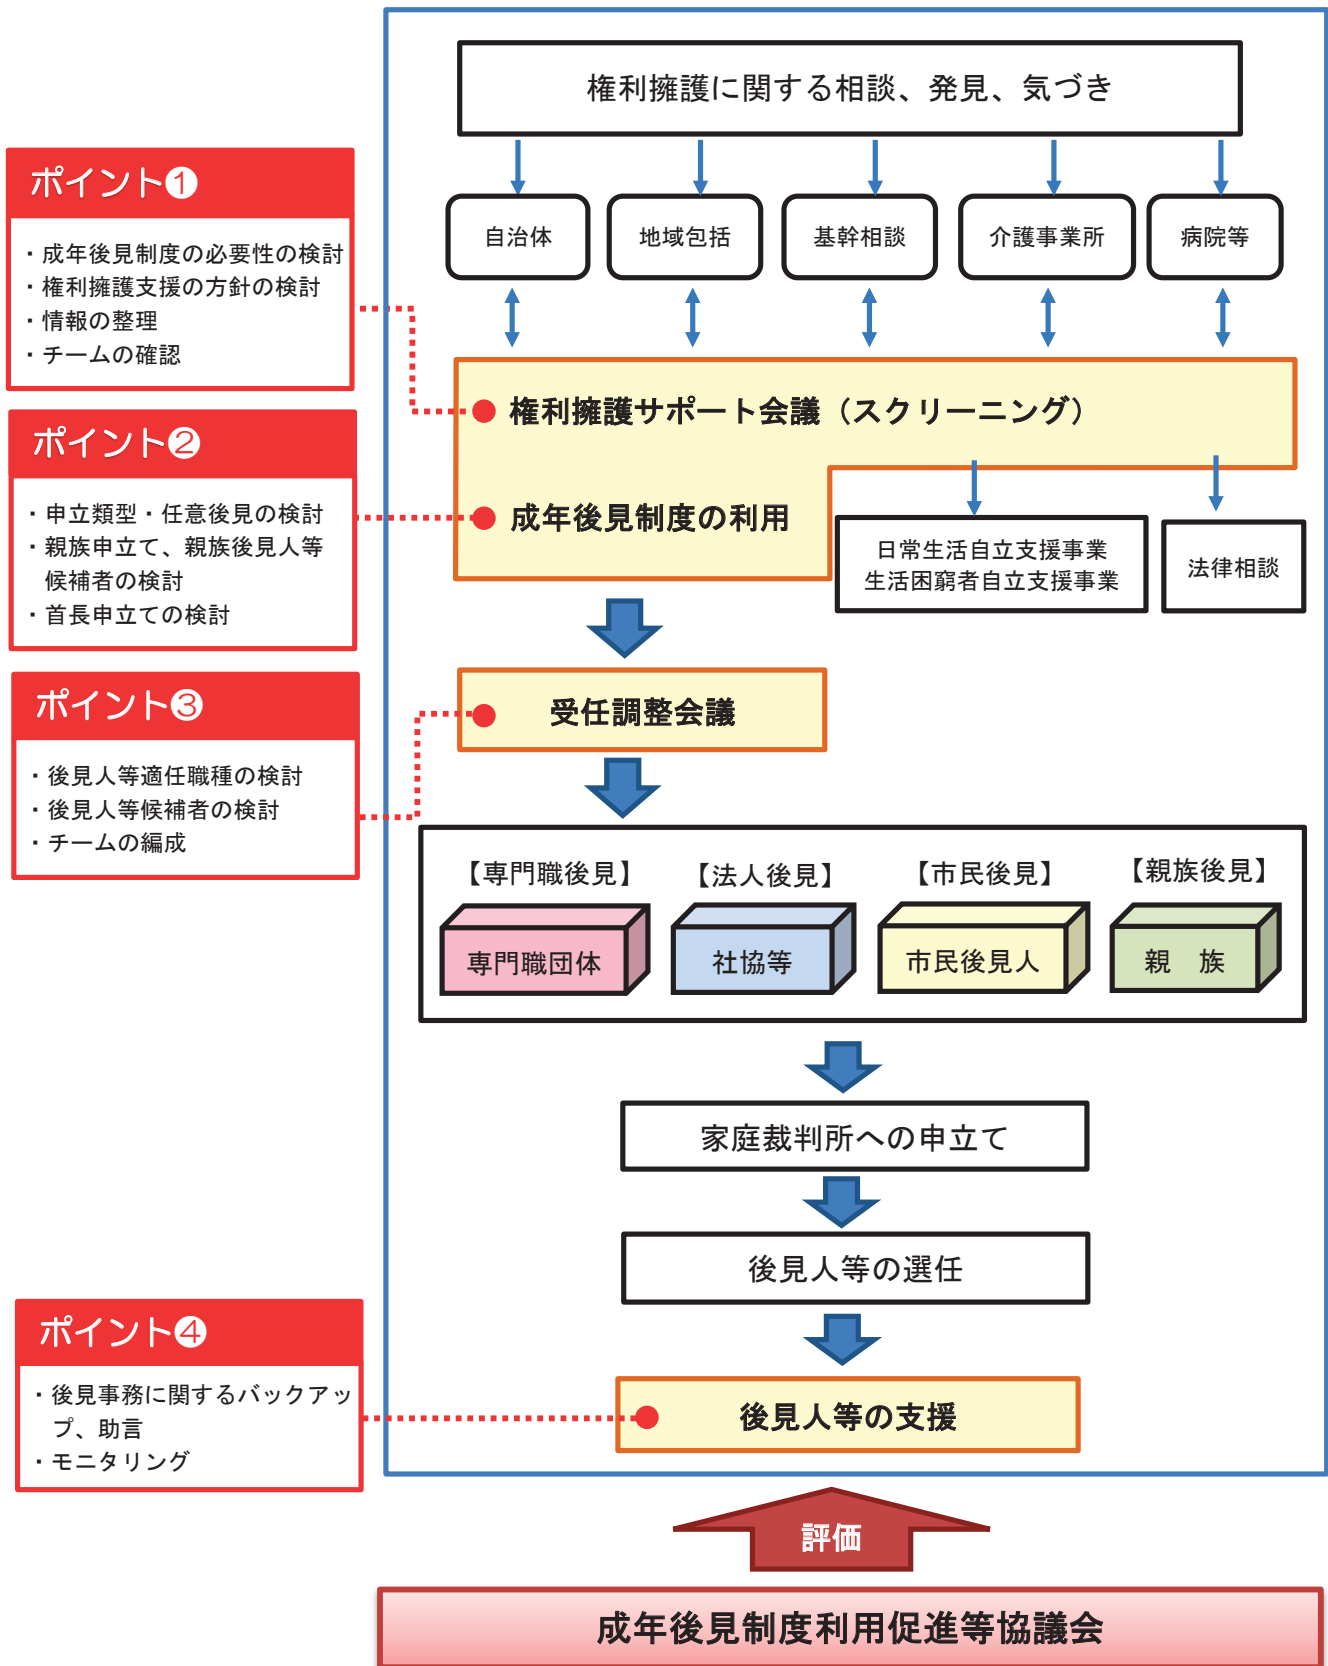 権利擁護に関する相談、発見、気づき
自治体
地域包括
基幹相談
介護事業所
病院等
ポイント❶
・成年後見制度の必要性の検討
・権利擁護支援の方針の検討
・情報の整理
・チームの確認
権利擁護サポート会議（スクリーニング）
ポイント❷
・申立類型・任意後見の検討
・親族申立て、親族後見人等
候補者の検討
・首長申立ての検討
成年後見制度の利用
日常生活自立支援事業
生活困窮者自立支援事業
法律相談
ポイント❸
・後見人等適任職種の検討
・後見人等候補者の検討
・チームの編成
受任調整会議
【専門職後見】
専門職団体
【法人後見】
社協等
【市民後見】
市民後見人
【親族後見】
親　族
家庭裁判所への申立て
後見人等の選任
ポイント❹
・後見事務に関するバックアッ
プ、助言
・モニタリング
後見人等の支援
評価
成年後見制度利用促進等協議会